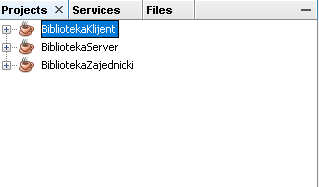 Projects Services Files
BibliotekaKlijent
BibliotekaServer
BibliotekaZajednicki